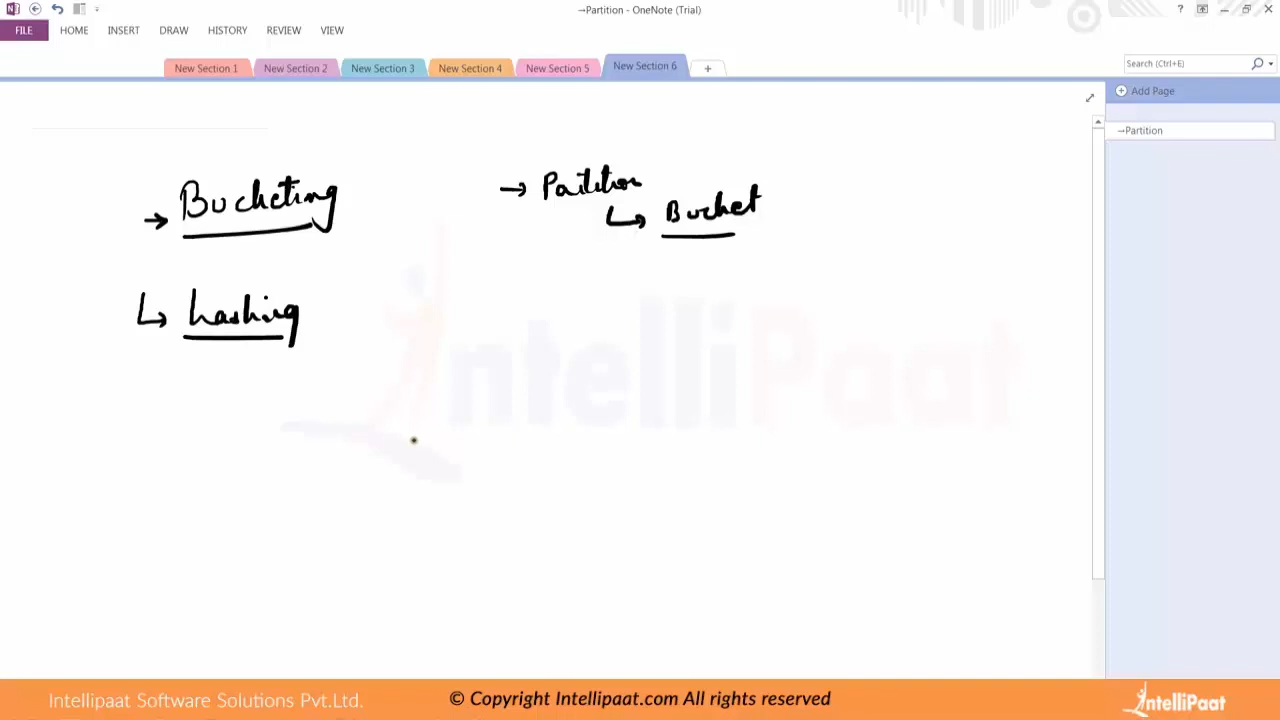 →Partition - OneNote (Trial)
FILE HOME INSERT DRAW HISTORY REVIEW VIEW
New Section 1 New Section 2 New Section 3 New Section 4 New Section 5 New Section 6 +
Search (Ctrl+E)
Add Page
→Partition
→ Bucketing
→ Partition
↳ Bucket
↳ hashing
IntelliPaat
Intellipaat Software Solutions Pvt.Ltd.
© Copyright Intellipaat.com All rights reserved
IntelliPaat